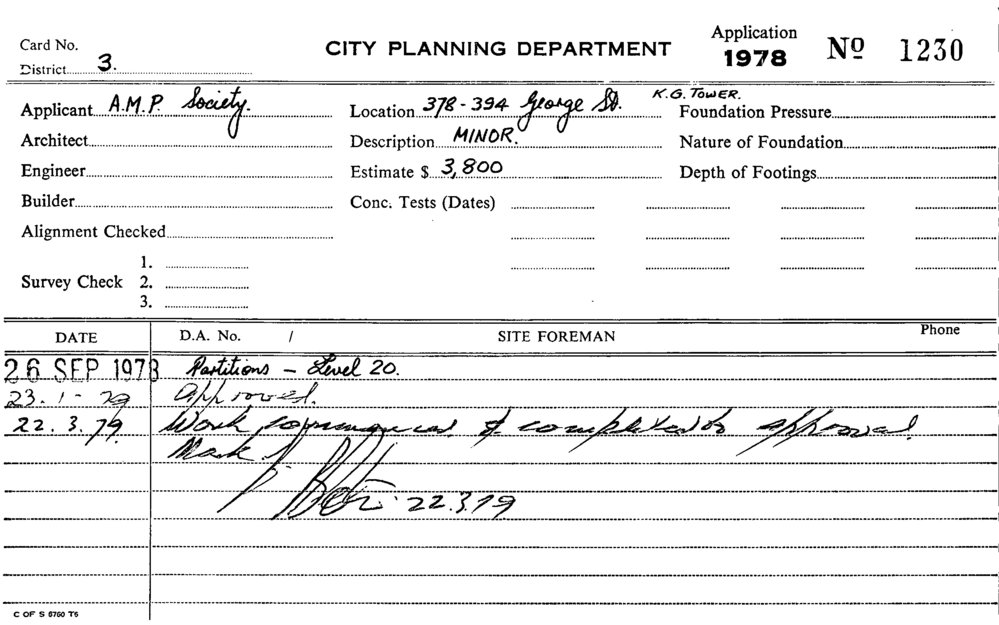 Card No.
CITY PLANNING DEPARTMENT
Application
1978
Nº 1230
District 3.
Applicant A.M.P. Society.
Location 378-394 George St. K.G. TOWER.
Foundation Pressure
Architect
Description MINOR.
Nature of Foundation
Engineer
Estimate $ 3,800
Depth of Footings
Builder
Conc. Tests (Dates)
Alignment Checked
Survey Check 1.
2.
3.
DATE D.A. No. / SITE FOREMAN Phone
26 SEP 1978 Partitions - Level 20.
23.1-79 Approved.
22.3.79. Work commenced & completed to approval.
Mark
22.3.79
C OF S 6760 T6